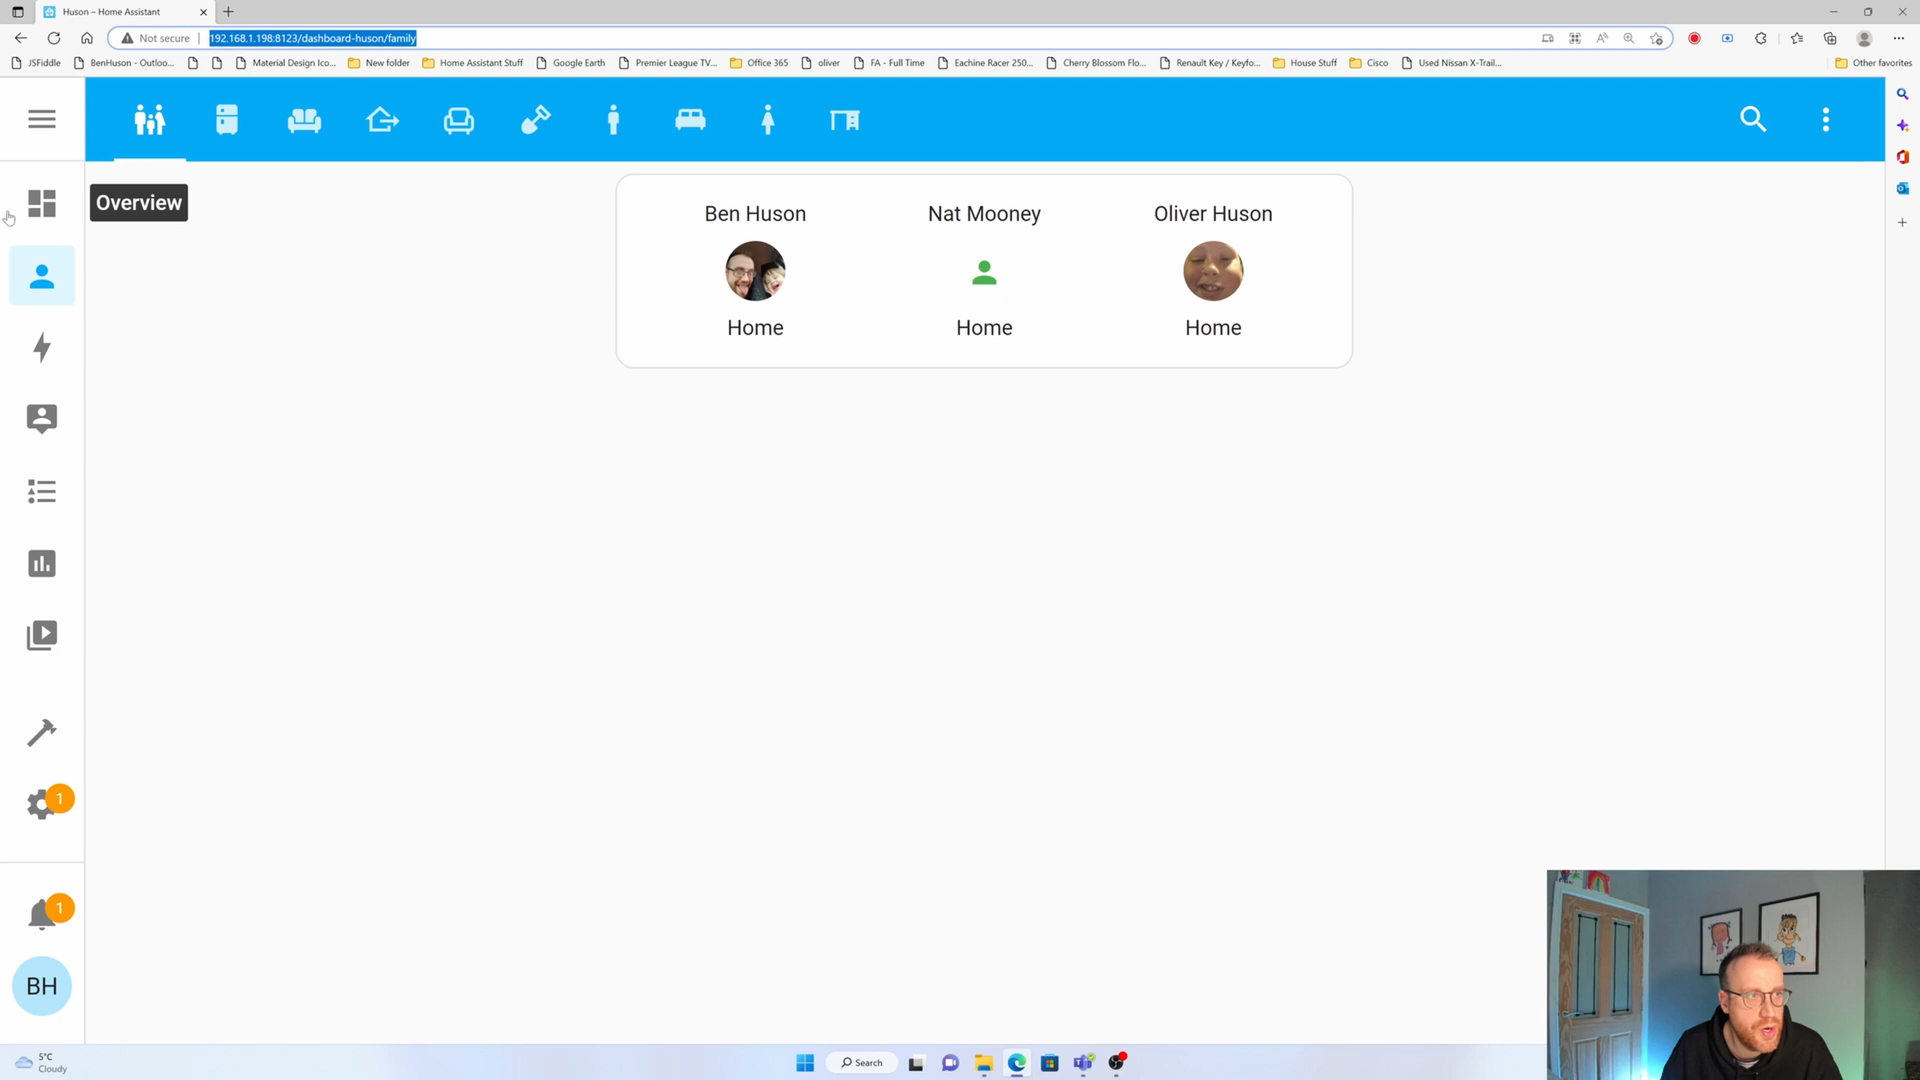 Huson – Home Assistant
Not secure
192.168.1.198:8123/dashboard-huson/family
JSFiddle
BenHuson - Outloo...
Material Design Ico...
New folder
Home Assistant Stuff
Google Earth
Premier League TV...
Office 365
oliver
FA - Full Time
Eachine Racer 250...
Cherry Blossom Flo...
Renault Key / Keyfo...
House Stuff
Cisco
Used Nissan X-Trail...
Other favorites
Overview
Ben Huson
Nat Mooney
Oliver Huson
Home
Home
Home
1
1
BH
5°C
Cloudy
Search